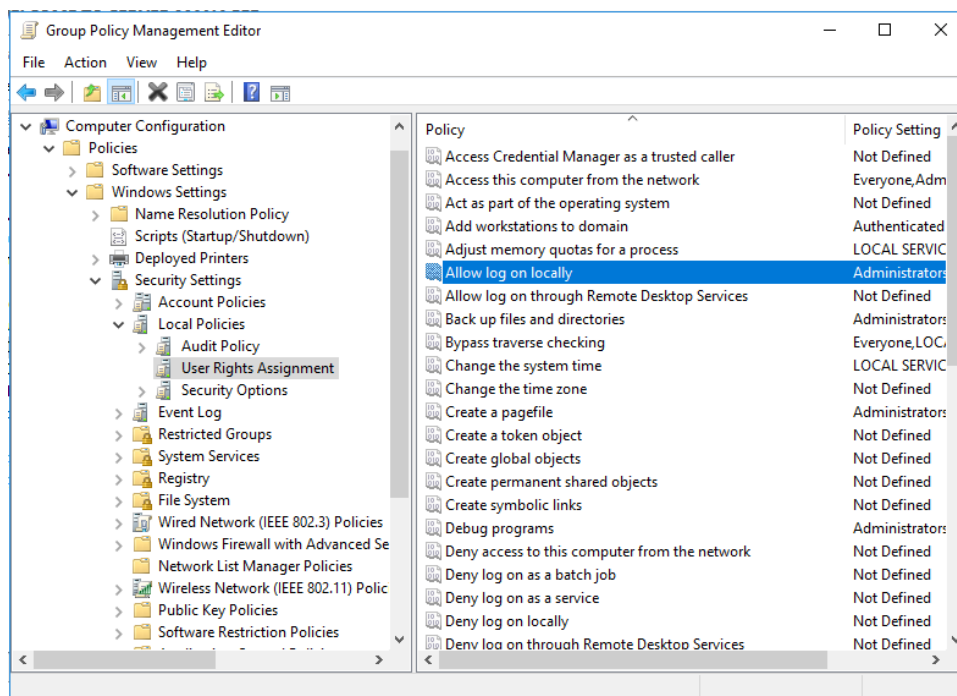 Group Policy Management Editor
File Action View Help
Computer Configuration
Policies
Software Settings
Windows Settings
Name Resolution Policy
Scripts (Startup/Shutdown)
Deployed Printers
Security Settings
Account Policies
Local Policies
Audit Policy
User Rights Assignment
Security Options
Event Log
Restricted Groups
System Services
Registry
File System
Wired Network (IEEE 802.3) Policies
Windows Firewall with Advanced Se
Network List Manager Policies
Wireless Network (IEEE 802.11) Polic
Public Key Policies
Software Restriction Policies
Policy Policy Setting
Access Credential Manager as a trusted caller Not Defined
Access this computer from the network Everyone,Adm
Act as part of the operating system Not Defined
Add workstations to domain Authenticated
Adjust memory quotas for a process LOCAL SERVIC
Allow log on locally Administrators
Allow log on through Remote Desktop Services Not Defined
Back up files and directories Administrators
Bypass traverse checking Everyone,LOCA
Change the system time LOCAL SERVIC
Change the time zone Not Defined
Create a pagefile Administrators
Create a token object Not Defined
Create global objects Not Defined
Create permanent shared objects Not Defined
Create symbolic links Not Defined
Debug programs Administrators
Deny access to this computer from the network Not Defined
Deny log on as a batch job Not Defined
Deny log on as a service Not Defined
Deny log on locally Not Defined
Deny log on through Remote Desktop Services Not Defined